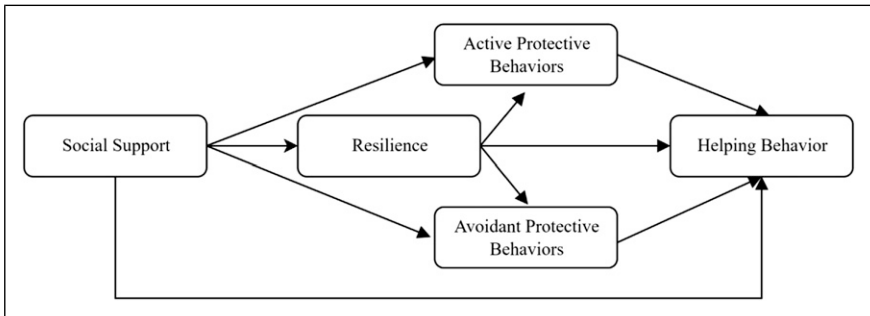 Active Protective
Behaviors
Social Support
Resilience
Helping Behavior
Avoidant Protective
Behaviors